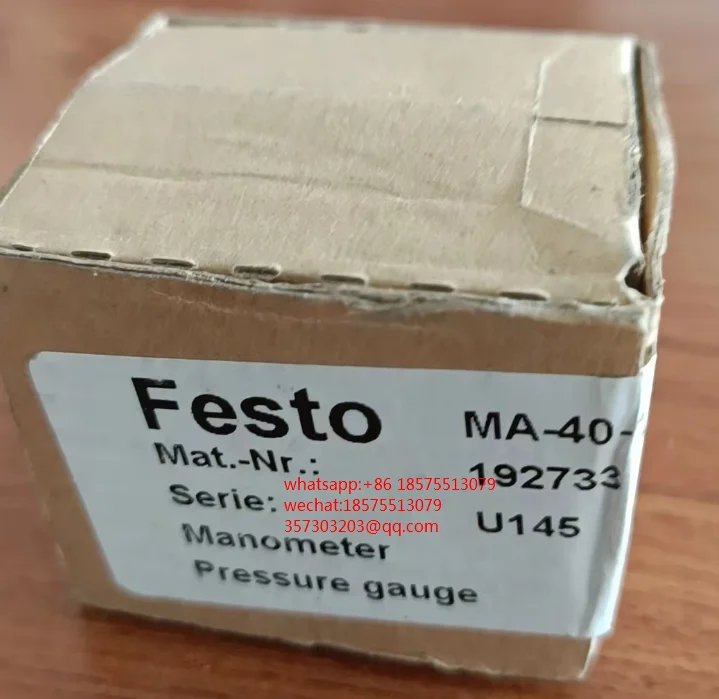 Festo MA-40-
Mat.-Nr.: 192733
Serie: U145
Manometer
Pressure gauge
whatsapp:+86 18575513079
wechat:18575513079
357303203@qq.com